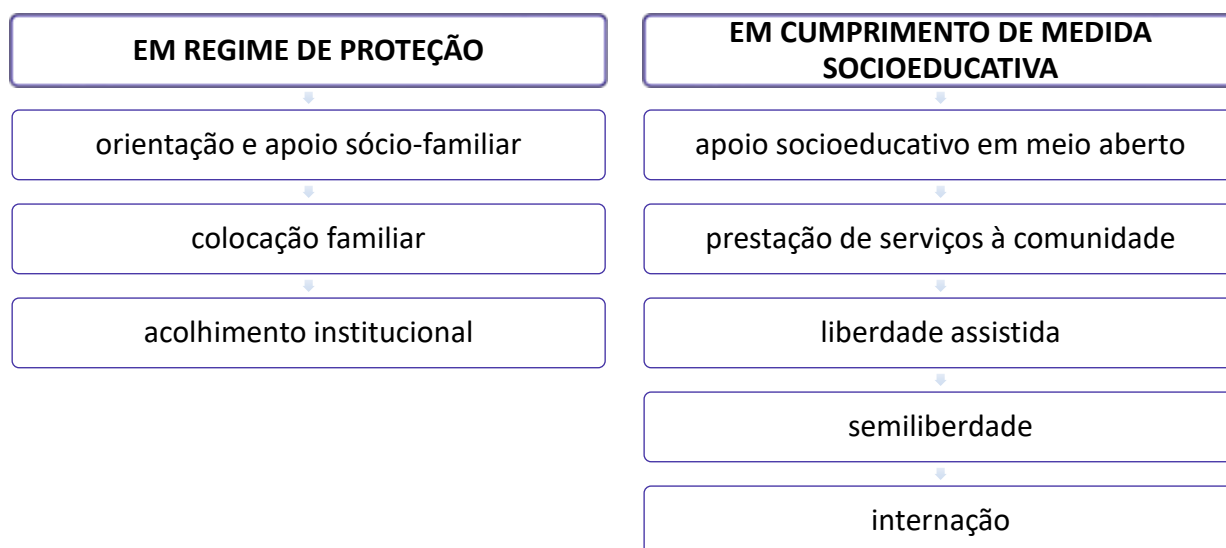 EM REGIME DE PROTEÇÃO
orientação e apoio sócio-familiar
colocação familiar
acolhimento institucional
EM CUMPRIMENTO DE MEDIDA
SOCIOEDUCATIVA
apoio socioeducativo em meio aberto
prestação de serviços à comunidade
liberdade assistida
semiliberdade
internação